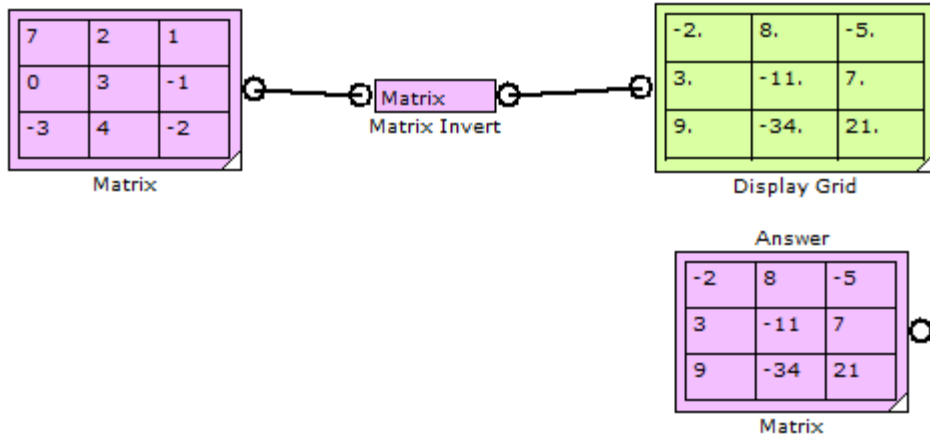 7 2 1
0 3 -1
-3 4 -2
Matrix
Matrix
Matrix Invert
-2. 8. -5.
3. -11. 7.
9. -34. 21.
Display Grid
Answer
-2 8 -5
3 -11 7
9 -34 21
Matrix